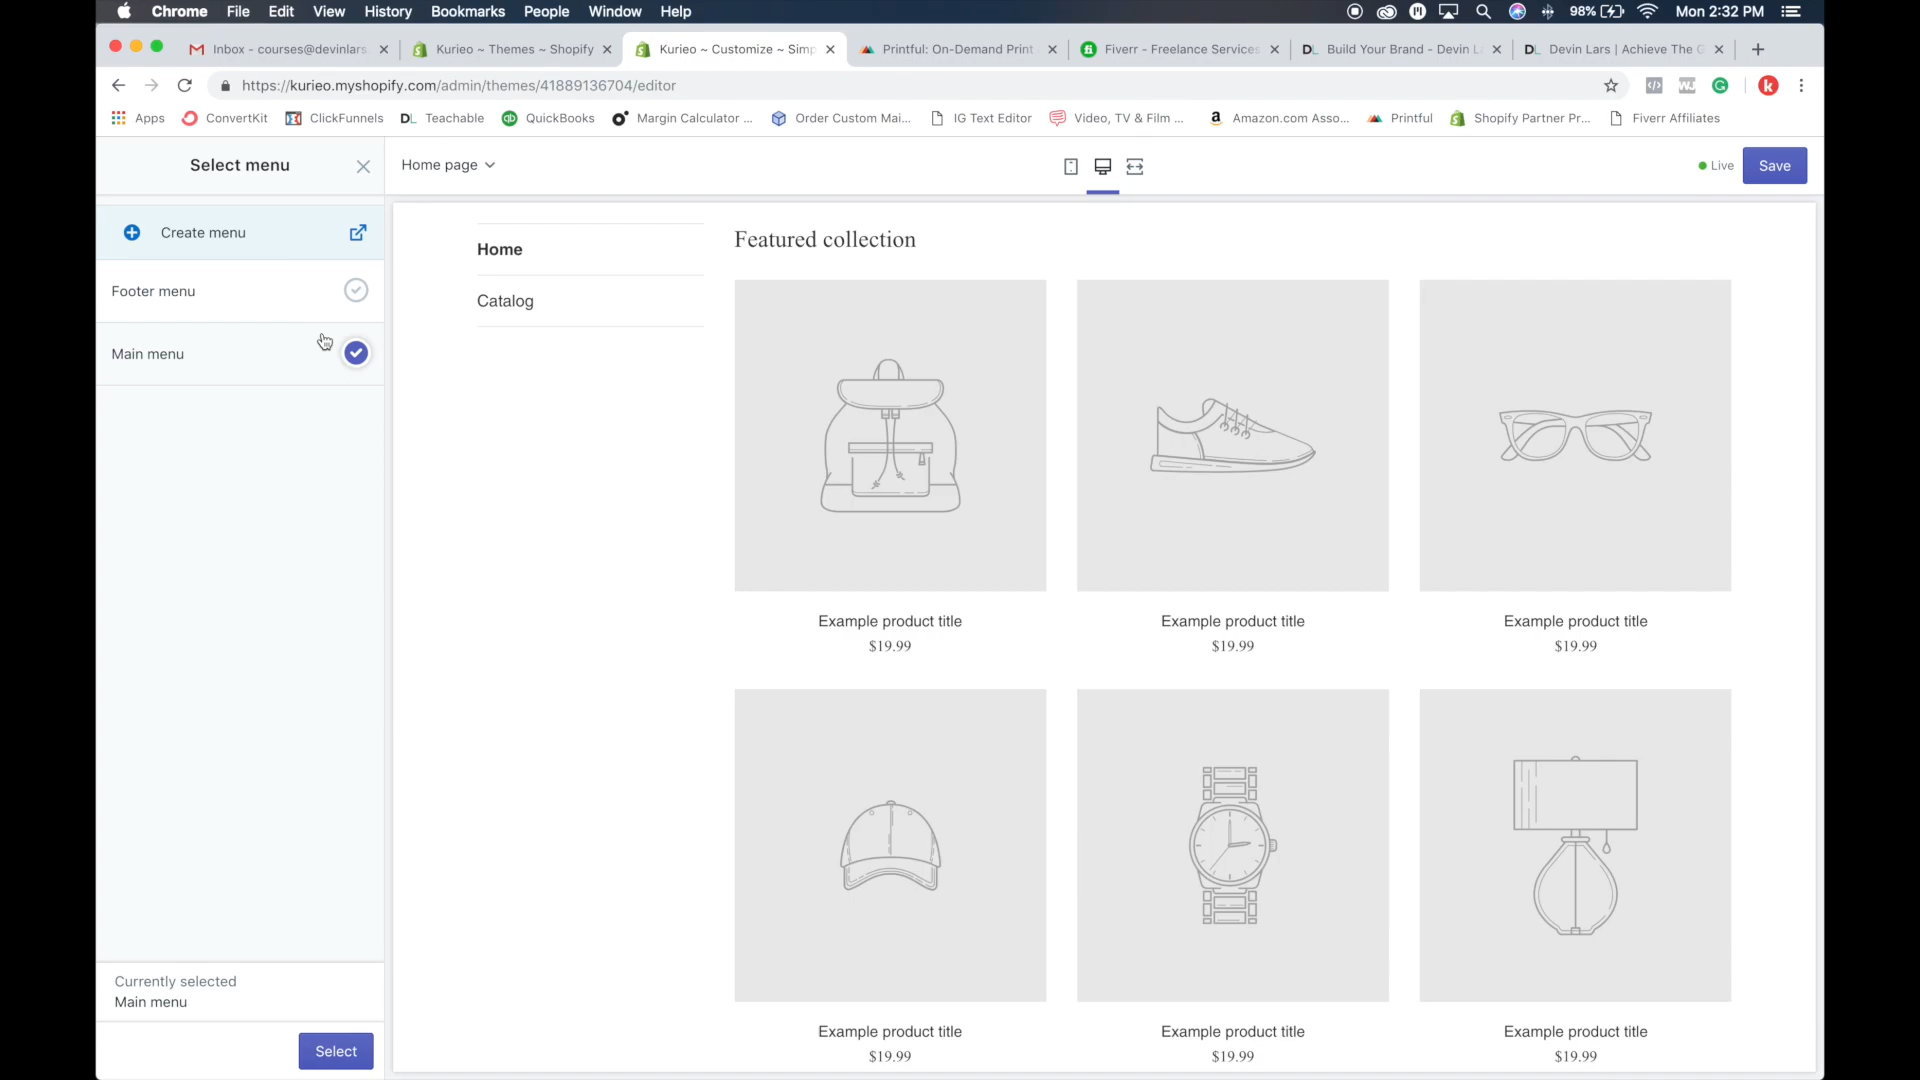 Chrome File Edit View History Bookmarks People Window Help 98% Mon 2:32 PM
Inbox - courses@devinlars Kurieo ~ Themes ~ Shopify Kurieo ~ Customize ~ Simp Printful: On-Demand Print Fiverr - Freelance Services DL Build Your Brand - Devin L DL Devin Lars | Achieve The G
https://kurieo.myshopify.com/admin/themes/41889136704/editor k
Apps ConvertKit ClickFunnels DL Teachable QuickBooks Margin Calculator ... Order Custom Mai... IG Text Editor Video, TV & Film ... Amazon.com Asso... Printful Shopify Partner Pr... Fiverr Affiliates
Select menu Home page Live Save
Create menu
Footer menu
Main menu
Currently selected
Main menu
Select
Home
Catalog
Featured collection
Example product title Example product title Example product title
$19.99 $19.99 $19.99
Example product title Example product title Example product title
$19.99 $19.99 $19.99